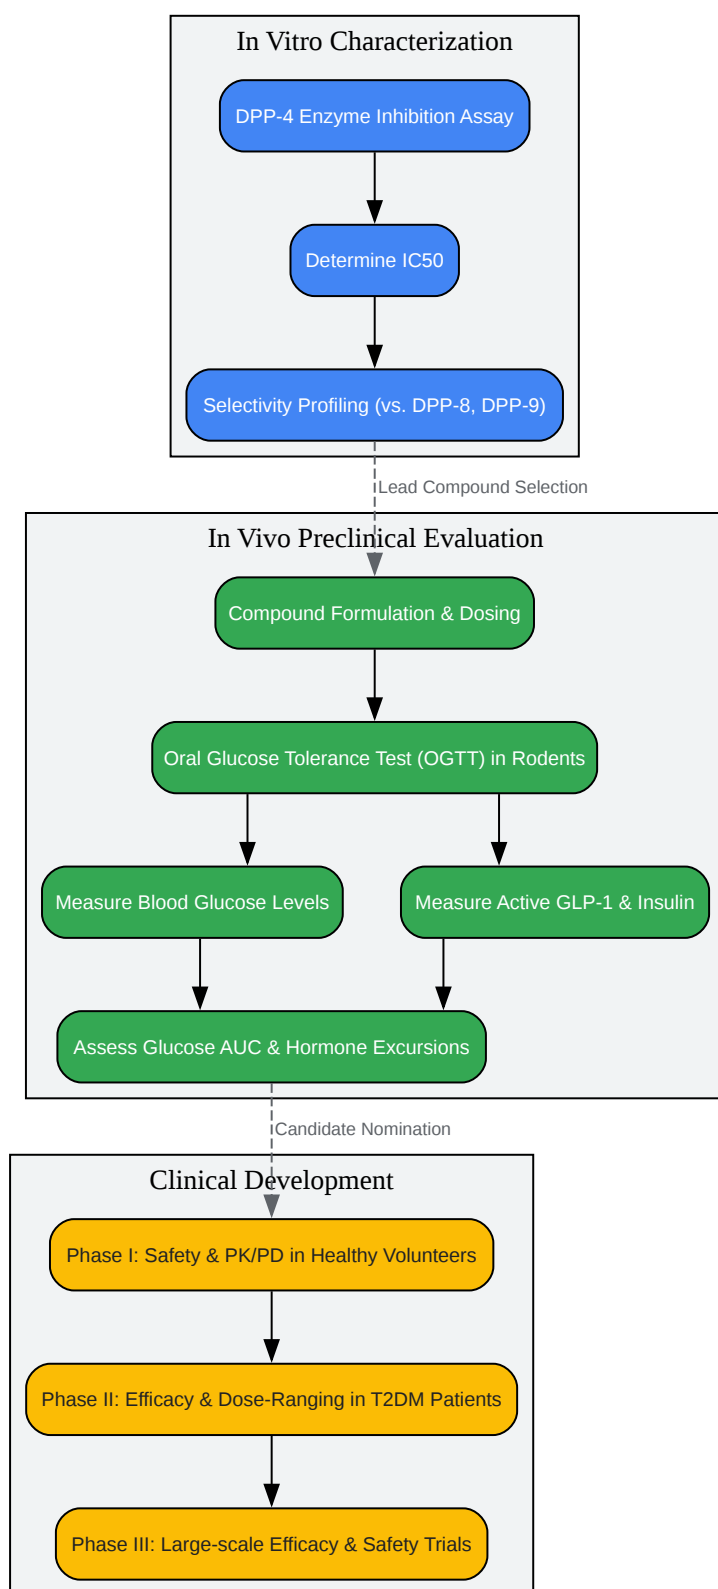 In Vitro Characterization
DPP-4 Enzyme Inhibition Assay
Determine IC50
Selectivity Profiling (vs. DPP-8, DPP-9)
Lead Compound Selection
In Vivo Preclinical Evaluation
Compound Formulation & Dosing
Oral Glucose Tolerance Test (OGTT) in Rodents
Measure Blood Glucose Levels
Measure Active GLP-1 & Insulin
Assess Glucose AUC & Hormone Excursions
Candidate Nomination
Clinical Development
Phase I: Safety & PK/PD in Healthy Volunteers
Phase II: Efficacy & Dose-Ranging in T2DM Patients
Phase III: Large-scale Efficacy & Safety Trials